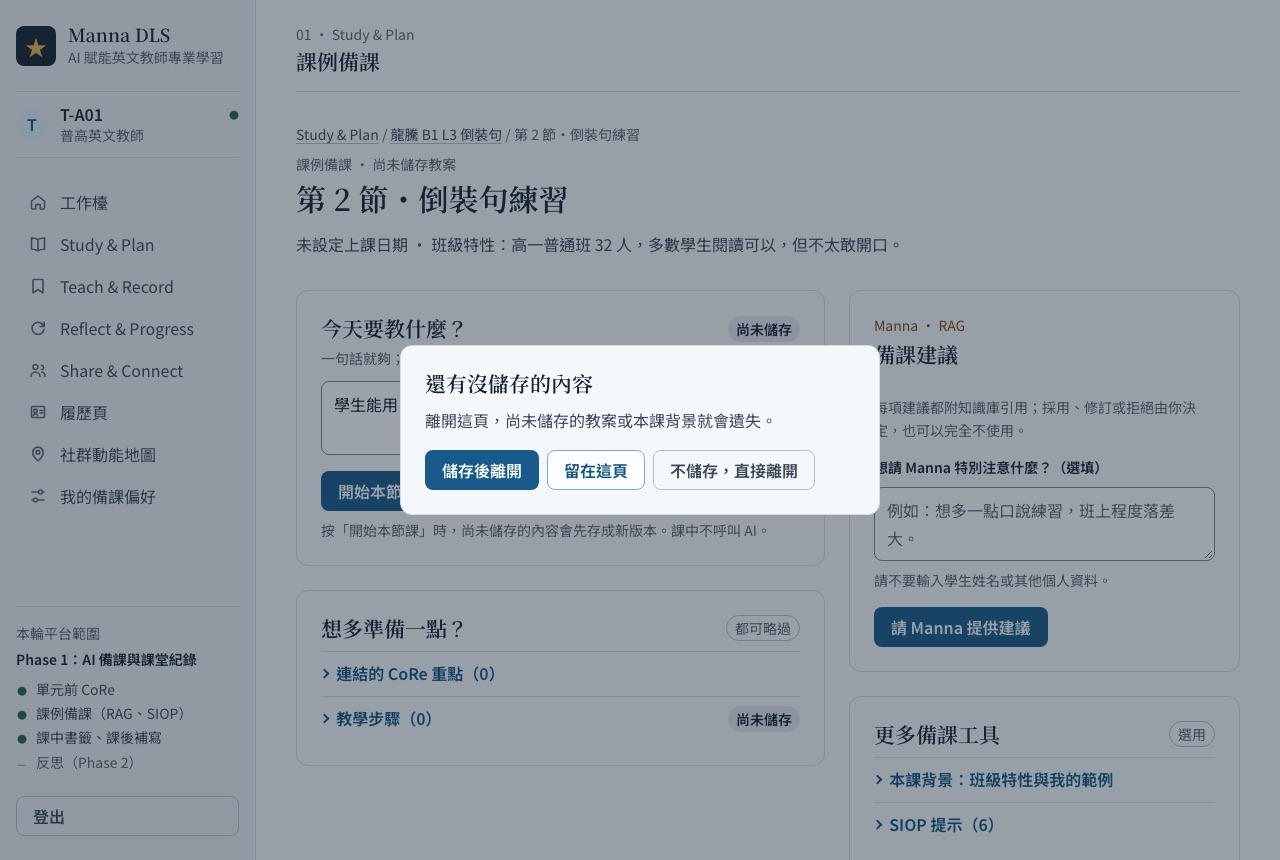 Manna DLS
AI 賦能英文教師專業學習
T
T-A01
普高英文教師
工作檯
Study & Plan
Teach & Record
Reflect & Progress
Share & Connect
履歷頁
社群動能地圖
我的備課偏好
本輪平台範圍
Phase 1：AI 備課與課堂紀錄
單元前 CoRe
課例備課（RAG、SIOP）
課中書籤、課後補寫
反思（Phase 2）
登出
01 · Study & Plan
課例備課
Study & Plan / 龍騰 B1 L3 倒裝句 / 第 2 節・倒裝句練習
課例備課 · 尚未儲存教案
第 2 節・倒裝句練習
未設定上課日期 · 班級特性：高一普通班 32 人，多數學生閱讀可以，但不太敢開口。
今天要教什麼？
尚未儲存
一句話就夠；
學生能用
開始本節
按「開始本節課」時，尚未儲存的內容會先存成新版本。課中不呼叫 AI。
還有沒儲存的內容
離開這頁，尚未儲存的教案或本課背景就會遺失。
儲存後離開
留在這頁
不儲存，直接離開
想多準備一點？
都可略過
連結的 CoRe 重點（0）
教學步驟（0）
尚未儲存
Manna · RAG
備課建議
每項建議都附知識庫引用；採用、修訂或拒絕由你決
定，也可以完全不使用。
想請 Manna 特別注意什麼？（選填）
例如：想多一點口說練習，班上程度落差
大。
請不要輸入學生姓名或其他個人資料。
請 Manna 提供建議
更多備課工具
選用
本課背景：班級特性與我的範例
SIOP 提示（6）